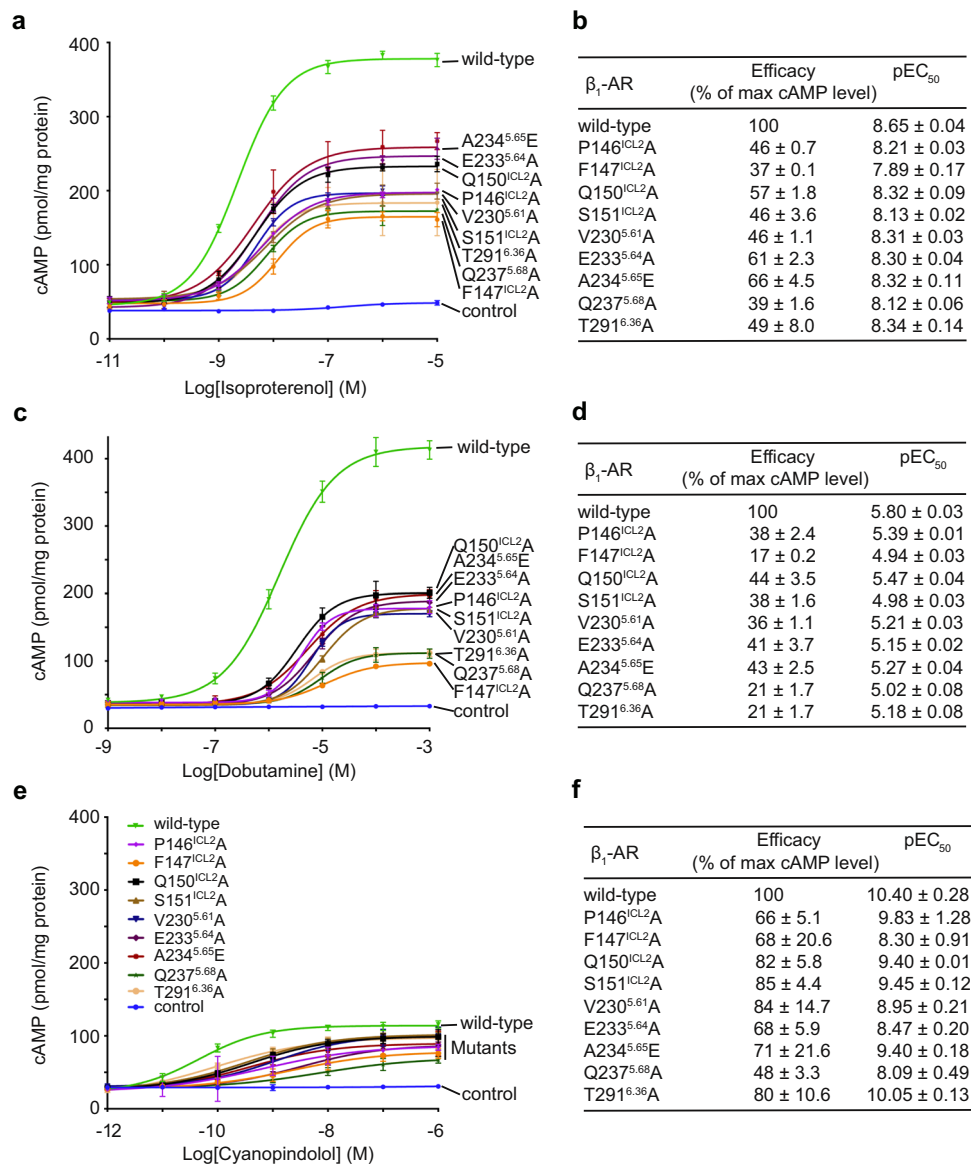 a
cAMP (pmol/mg protein)
400
300
200
100
0
-11
-9
-7
-5
Log[Isoproterenol] (M)
wild-type
A234^5.65E
E233^5.64A
Q150^ICL2A
P146^ICL2A
V230^5.61A
S151^ICL2A
T291^6.36A
Q237^5.68A
F147^ICL2A
control
b
β1-AR Efficacy (% of max cAMP level) pEC50
wild-type 100 8.65 ± 0.04
P146^ICL2A 46 ± 0.7 8.21 ± 0.03
F147^ICL2A 37 ± 0.1 7.89 ± 0.17
Q150^ICL2A 57 ± 1.8 8.32 ± 0.09
S151^ICL2A 46 ± 3.6 8.13 ± 0.02
V230^5.61A 46 ± 1.1 8.31 ± 0.03
E233^5.64A 61 ± 2.3 8.30 ± 0.04
A234^5.65E 66 ± 4.5 8.32 ± 0.11
Q237^5.68A 39 ± 1.6 8.12 ± 0.06
T291^6.36A 49 ± 8.0 8.34 ± 0.14
c
cAMP (pmol/mg protein)
400
300
200
100
0
-9
-7
-5
-3
Log[Dobutamine] (M)
wild-type
Q150^ICL2A
A234^5.65E
E233^5.64A
P146^ICL2A
S151^ICL2A
V230^5.61A
T291^6.36A
Q237^5.68A
F147^ICL2A
control
d
β1-AR Efficacy (% of max cAMP level) pEC50
wild-type 100 5.80 ± 0.03
P146^ICL2A 38 ± 2.4 5.39 ± 0.01
F147^ICL2A 17 ± 0.2 4.94 ± 0.03
Q150^ICL2A 44 ± 3.5 5.47 ± 0.04
S151^ICL2A 38 ± 1.6 4.98 ± 0.03
V230^5.61A 36 ± 1.1 5.21 ± 0.03
E233^5.64A 41 ± 3.7 5.15 ± 0.02
A234^5.65E 43 ± 2.5 5.27 ± 0.04
Q237^5.68A 21 ± 1.7 5.02 ± 0.08
T291^6.36A 21 ± 1.7 5.18 ± 0.08
e
cAMP (pmol/mg protein)
400
300
200
100
0
-12
-10
-8
-6
Log[Cyanopindolol] (M)
wild-type
P146^ICL2A
F147^ICL2A
Q150^ICL2A
S151^ICL2A
V230^5.61A
E233^5.64A
A234^5.65E
Q237^5.68A
T291^6.36A
control
wild-type
Mutants
control
f
β1-AR Efficacy (% of max cAMP level) pEC50
wild-type 100 10.40 ± 0.28
P146^ICL2A 66 ± 5.1 9.83 ± 1.28
F147^ICL2A 68 ± 20.6 8.30 ± 0.91
Q150^ICL2A 82 ± 5.8 9.40 ± 0.01
S151^ICL2A 85 ± 4.4 9.45 ± 0.12
V230^5.61A 84 ± 14.7 8.95 ± 0.21
E233^5.64A 68 ± 5.9 8.47 ± 0.20
A234^5.65E 71 ± 21.6 9.40 ± 0.18
Q237^5.68A 48 ± 3.3 8.09 ± 0.49
T291^6.36A 80 ± 10.6 10.05 ± 0.13